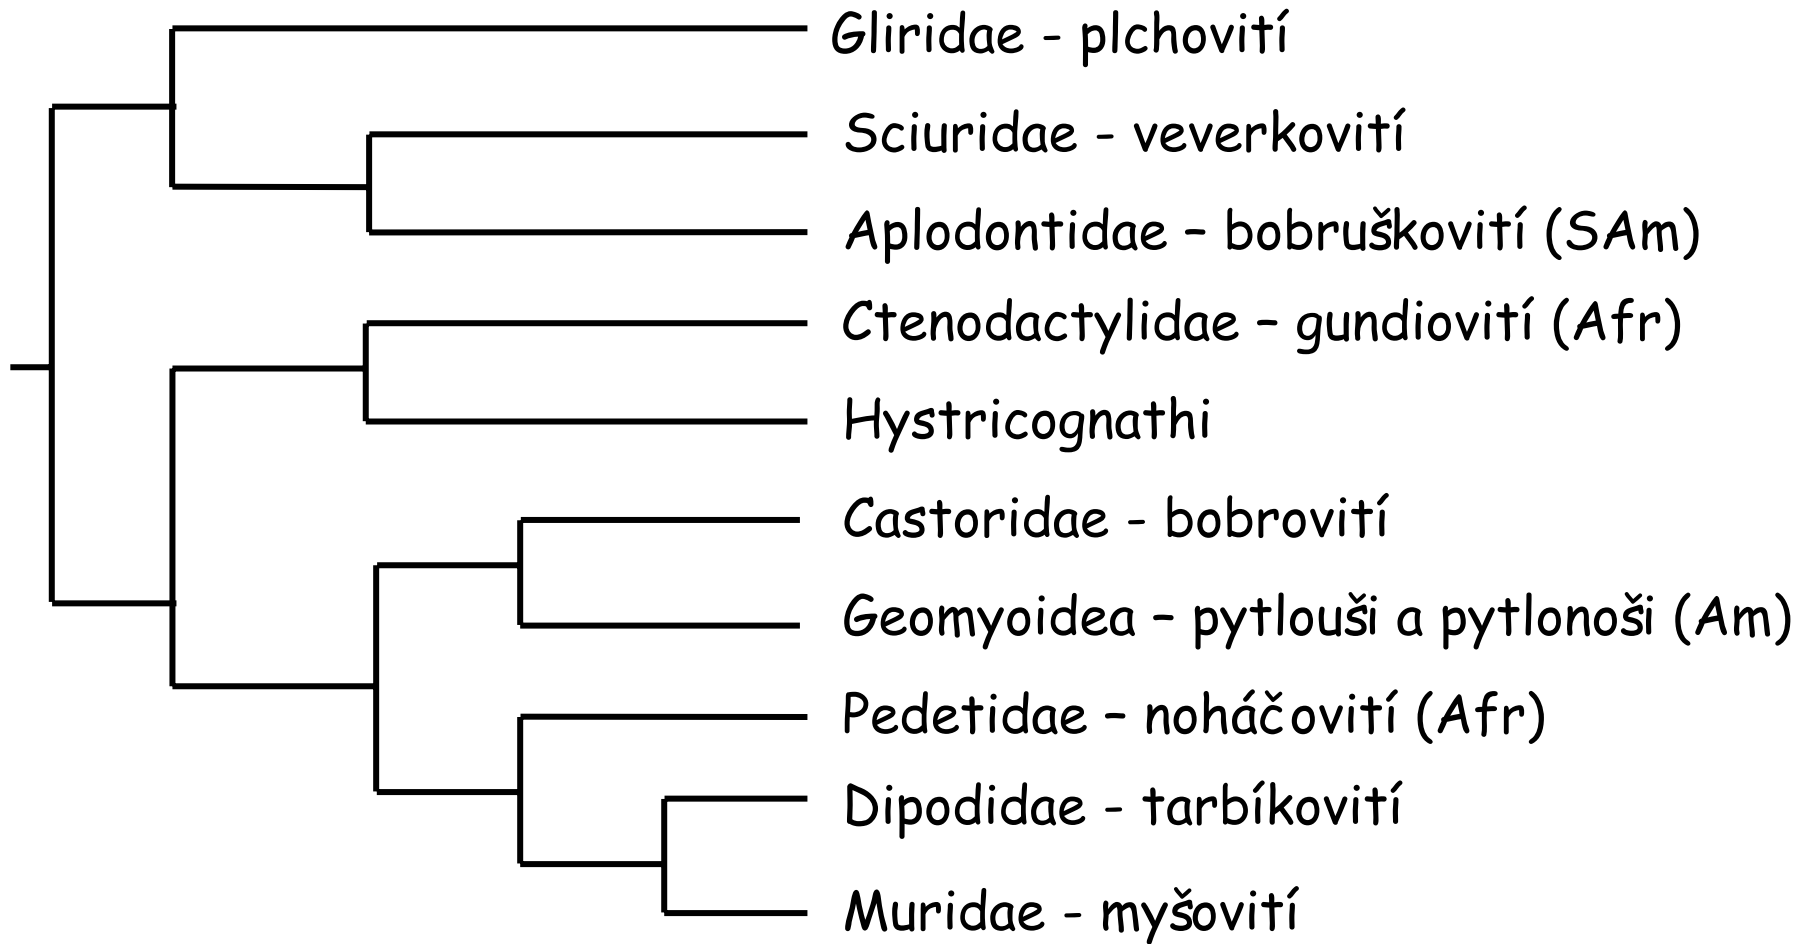 Gliridae - plchovití
Sciuridae - veverkovití
Aplodontidae – bobruškovití (SAm)
Ctenodactylidae – gundiovití (Afr)
Hystricognathi
Castoridae - bobrovití
Geomyoidea – pytlouši a pytlonoši (Am)
Pedetidae – noháčovití (Afr)
Dipodidae - tarbíkovití
Muridae - myšovití